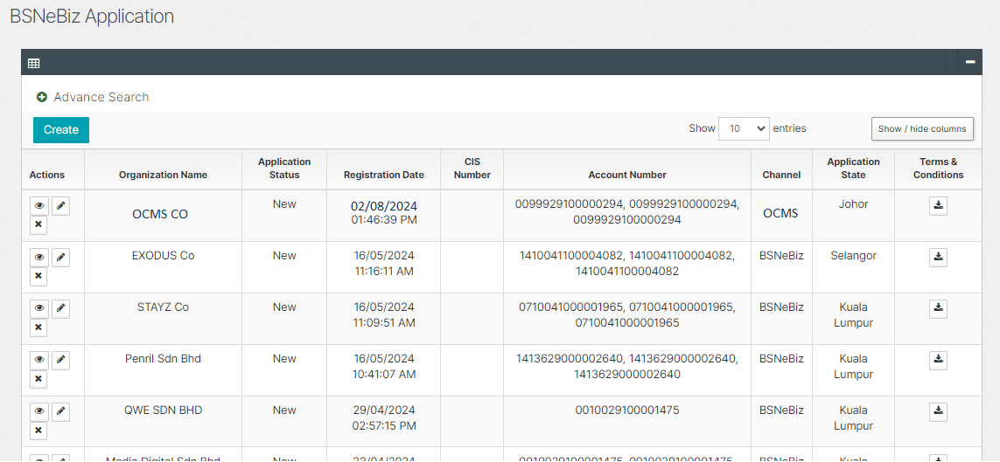 BSNeBiz Application
Advance Search
Create
Show 10 entries
Show / hide columns
Actions
Organization Name
Application
Status
Registration Date
CIS
Number
Account Number
Channel
Application
State
Terms &
Conditions
OCMS CO
New
02/08/2024
01:46:39 PM
0099929100000294, 0099929100000294,
0099929100000294
OCMS
Johor
EXODUS Co
New
16/05/2024
11:16:11 AM
1410041100004082, 1410041100004082,
1410041100004082
BSNeBiz
Selangor
STAYZ Co
New
16/05/2024
11:09:51 AM
0710041000001965, 0710041000001965,
0710041000001965
BSNeBiz
Kuala
Lumpur
Penril Sdn Bhd
New
16/05/2024
10:41:07 AM
1413629000002640, 1413629000002640,
1413629000002640
BSNeBiz
Kuala
Lumpur
QWE SDN BHD
New
29/04/2024
02:57:15 PM
0010029100001475
BSNeBiz
Kuala
Lumpur
Media Digital Sdn Bhd
New
23/04/2024
0010029100001475, 0010029100001475,
BSNeBiz
Kuala